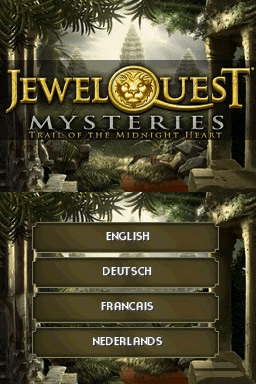 JEWEL QUEST
MYSTERIES
TRAIL OF THE MIDNIGHT HEART
ENGLISH
DEUTSCH
FRANCAIS
NEDERLANDS